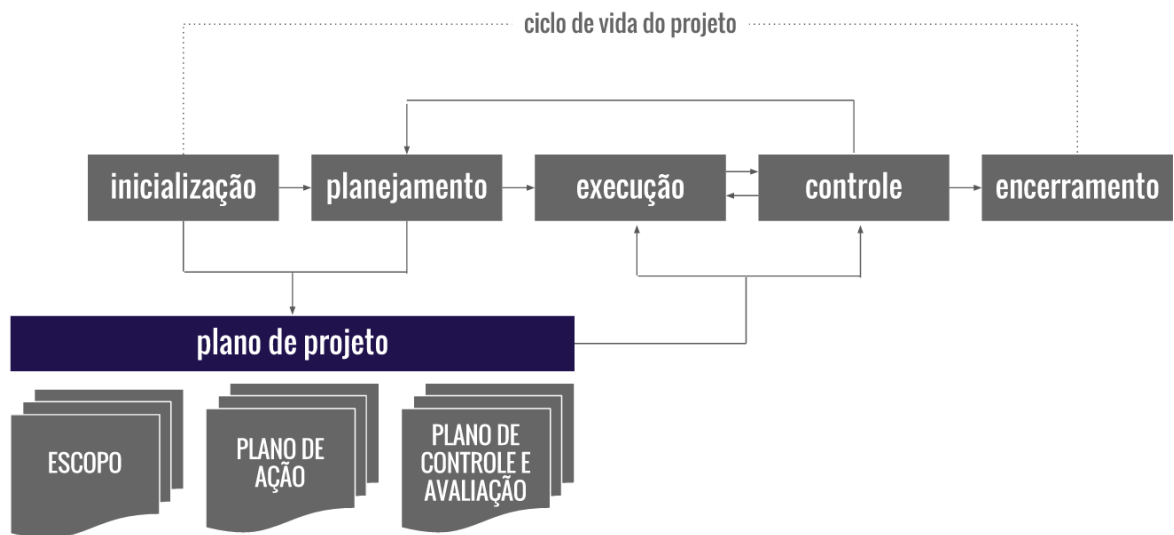 ciclo de vida do projeto
inicialização
planejamento
execução
controle
encerramento
plano de projeto
ESCOPO
PLANO DE
AÇÃO
PLANO DE
CONTROLE E
AVALIAÇÃO